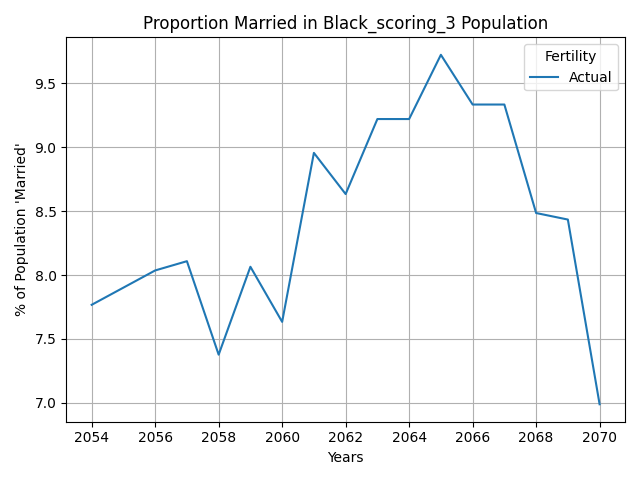 Proportion Married in Black_scoring_3 Population
Fertility
Actual
% of Population 'Married'
9.5
9.0
8.5
8.0
7.5
7.0
2054 2056 2058 2060 2062 2064 2066 2068 2070
Years